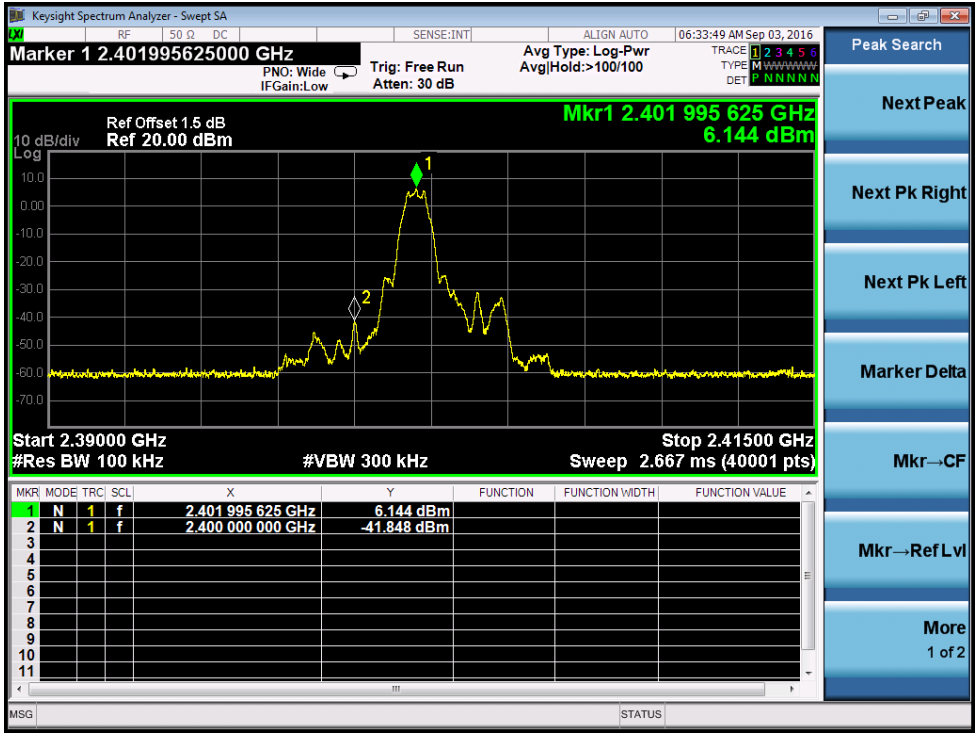 Keysight Spectrum Analyzer - Swept SA
LXI RF 50 Ω DC SENSE:INT ALIGN AUTO 06:33:49 AM Sep 03, 2016
Marker 1 2.401995625000 GHz
PNO: Wide
IFGain:Low
Trig: Free Run
Atten: 30 dB
Avg Type: Log-Pwr
Avg|Hold:>100/100
TRACE 1 2 3 4 5 6
TYPE M WWWWW
DET P N N N N N
Mkr1 2.401 995 625 GHz
6.144 dBm
Ref Offset 1.5 dB
10 dB/div Ref 20.00 dBm
Log
10.0
0.00
-10.0
-20.0
-30.0
-40.0
-50.0
-60.0
-70.0
1
2
Start 2.39000 GHz Stop 2.41500 GHz
#Res BW 100 kHz #VBW 300 kHz Sweep 2.667 ms (40001 pts)
MKR MODE TRC SCL X Y FUNCTION FUNCTION WIDTH FUNCTION VALUE
1 N 1 f 2.401 995 625 GHz 6.144 dBm
2 N 1 f 2.400 000 000 GHz -41.848 dBm
3
4
5
6
7
8
9
10
11
MSG STATUS
Peak Search
Next Peak
Next Pk Right
Next Pk Left
Marker Delta
Mkr→CF
Mkr→Ref Lvl
More
1 of 2